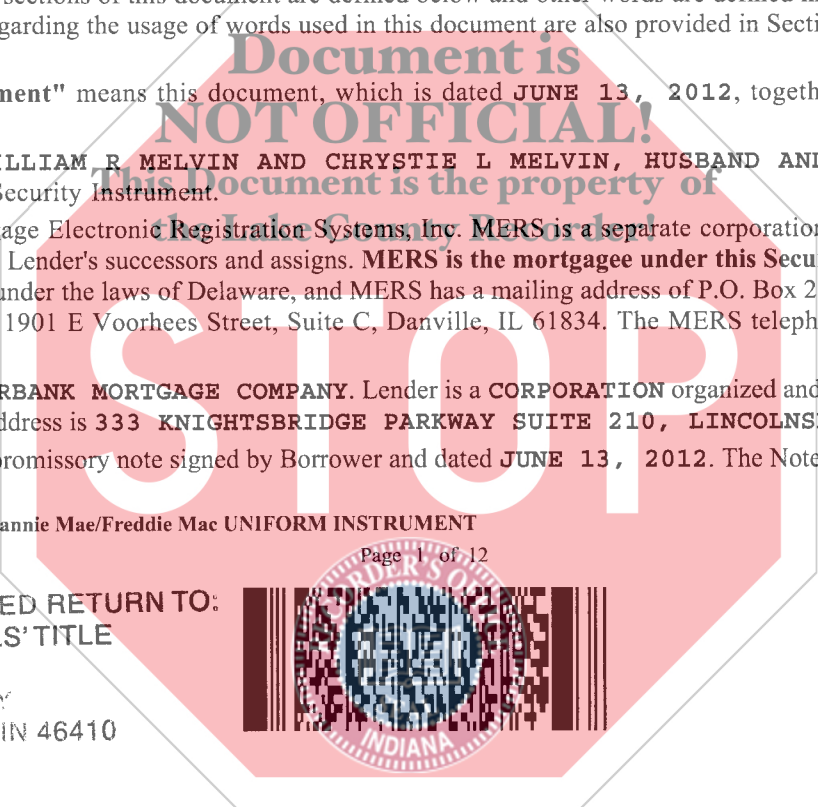 sections of this document are defined below and other words are defined in
egarding the usage of words used in this document are also provided in Secti
Document is
ment" means this document, which is dated JUNE 13, 2012, togeth
NOT OFFICIAL!
ILLIAM R MELVIN AND CHRYSTIE L MELVIN, HUSBAND AND
This Document is the property of
Security Instrument.
the Lake County Recorder!
age Electronic Registration Systems, Inc. MERS is a separate corporation
Lender's successors and assigns. MERS is the mortgagee under this Secu
under the laws of Delaware, and MERS has a mailing address of P.O. Box 2
1901 E Voorhees Street, Suite C, Danville, IL 61834. The MERS teleph
STOP
RBANK MORTGAGE COMPANY. Lender is a CORPORATION organized and
ddress is 333 KNIGHTSBRIDGE PARKWAY SUITE 210, LINCOLNS
promissory note signed by Borrower and dated JUNE 13, 2012. The Note
annie Mae/Freddie Mac UNIFORM INSTRUMENT
Page 1 of 12
ED RETURN TO:
LS' TITLE
IN 46410
RECORDER'S OFFICE
INDIANA